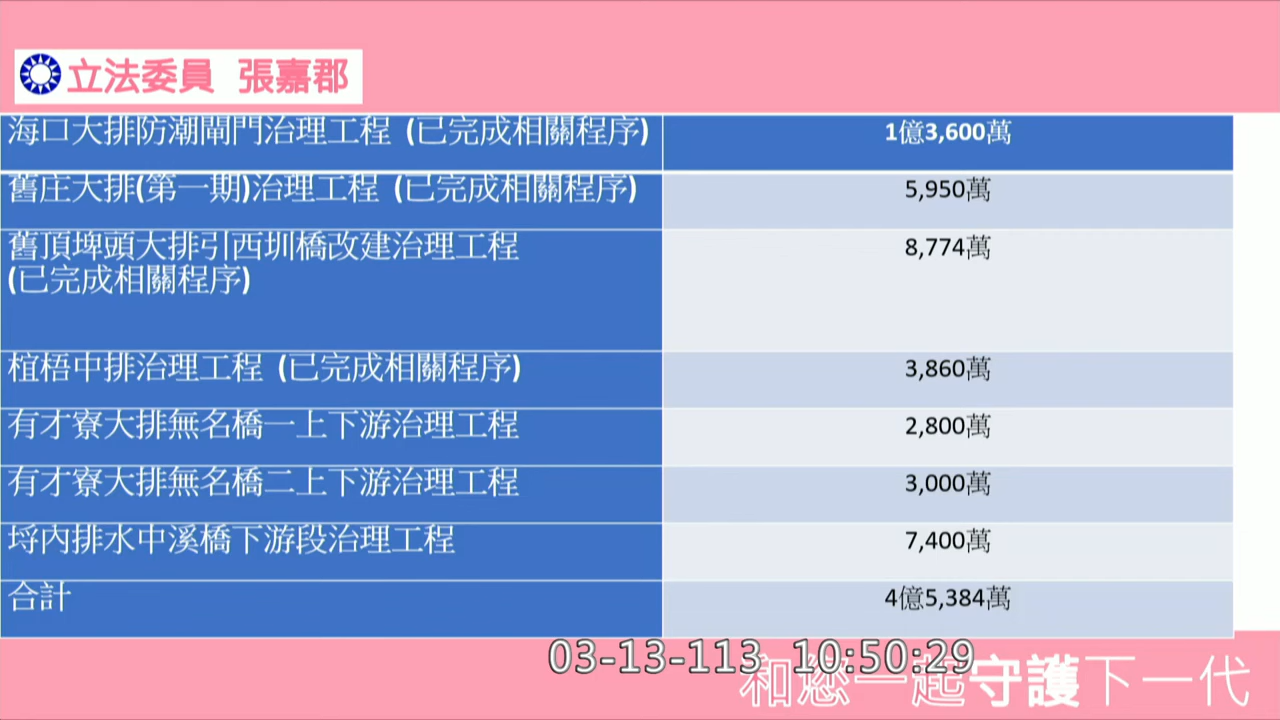 立法委員 張嘉郡
海口大排防潮閘門治理工程 (已完成相關程序) 1億3,600萬
舊庄大排(第一期)治理工程 (已完成相關程序) 5,950萬
舊頂埤頭大排引西圳橋改建治理工程 8,774萬
(已完成相關程序)
萓梧中排治理工程 (已完成相關程序) 3,860萬
有才寮大排無名橋一上下游治理工程 2,800萬
有才寮大排無名橋二上下游治理工程 3,000萬
埒內排水中溪橋下游段治理工程 7,400萬
合計 4億5,384萬
03-13-113 10:50:29
和您一起守護下一代